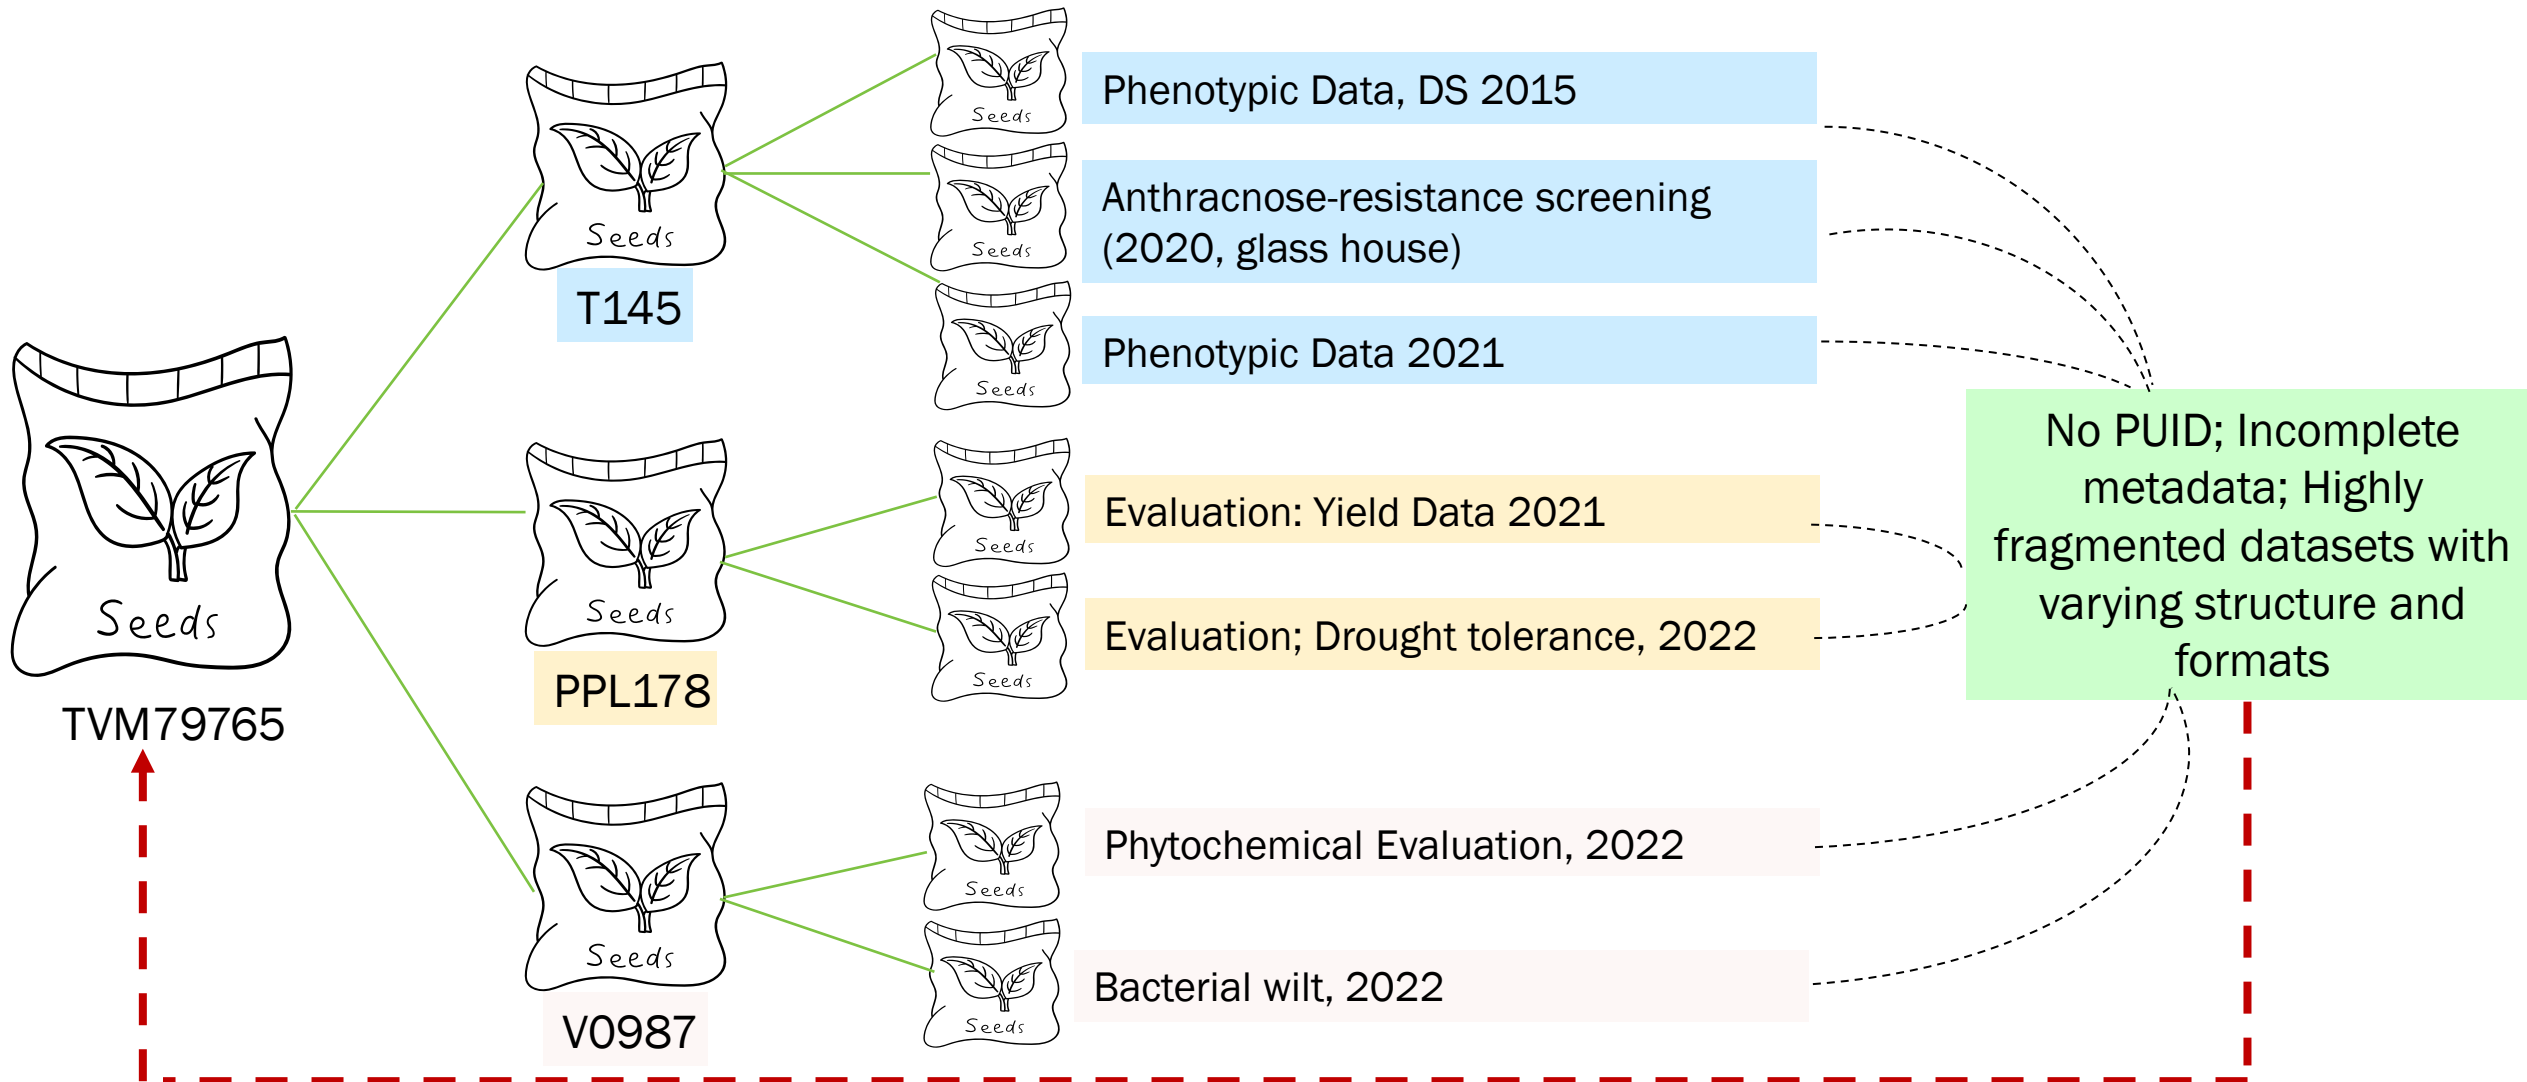 Seeds
Phenotypic Data, DS 2015
Seeds
Anthracnose-resistance screening
(2020, glass house)
Seeds
T145
Seeds
Phenotypic Data 2021
Seeds
TVM79765
Seeds
PPL178
Seeds
Evaluation: Yield Data 2021
Seeds
Evaluation; Drought tolerance, 2022
No PUID; Incomplete
metadata; Highly
fragmented datasets with
varying structure and
formats
Seeds
V0987
Seeds
Phytochemical Evaluation, 2022
Seeds
Bacterial wilt, 2022